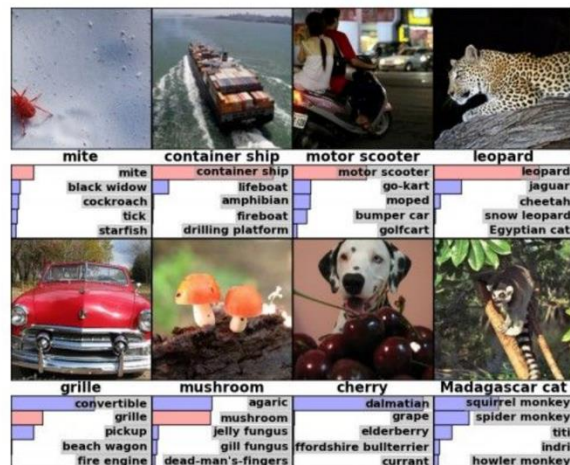 mite
container ship
motor scooter
leopard
mite
black widow
cockroach
tick
starfish
container ship
lifeboat
amphibian
fireboat
drilling platform
motor scooter
go-kart
moped
bumper car
golfcart
leopard
jaguar
cheetah
snow leopard
Egyptian cat
grille
mushroom
cherry
Madagascar cat
convertible
grille
pickup
beach wagon
fire engine
agaric
mushroom
jelly fungus
gill fungus
dead-man's-fingers
dalmatian
grape
elderberry
ffordshire bullterrier
currant
squirrel monkey
spider monkey
titi
indri
howler monkey